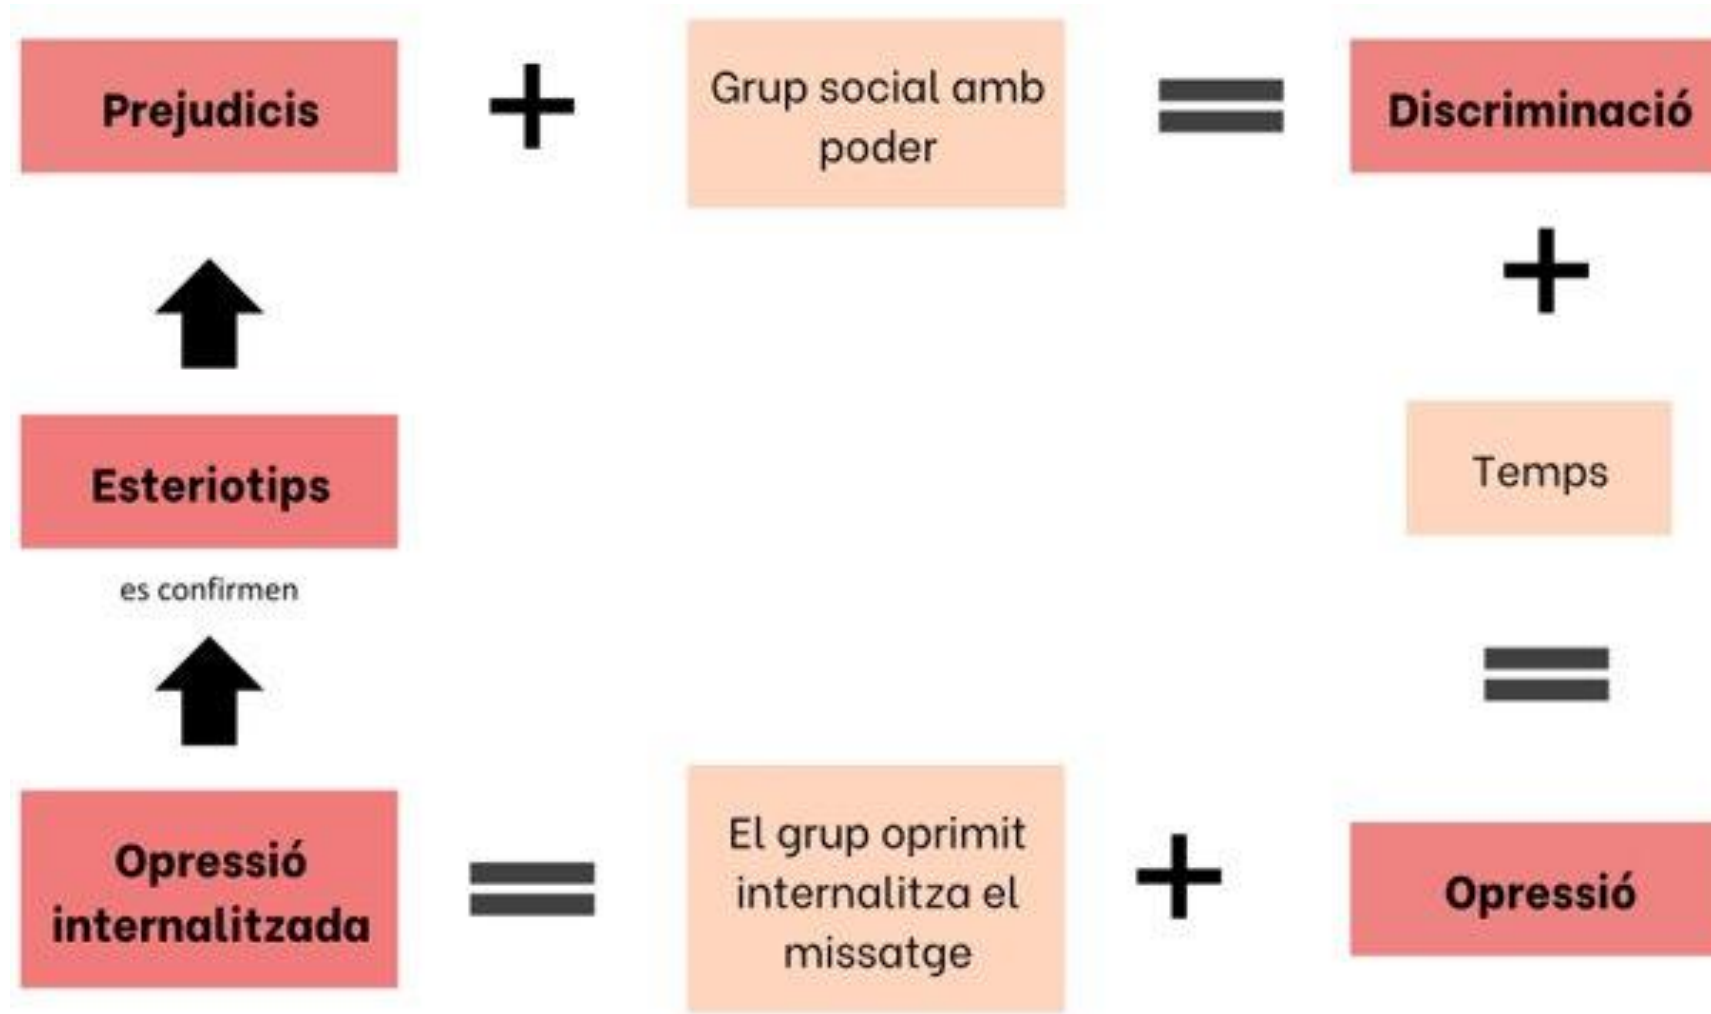 Prejudicis
+
Grup social amb
poder
=
Discriminació
+
Esteriotips
es confirmen
Temps
=
Opressió
internalitzada
=
El grup oprimit
internalitza el
missatge
+
Opressió